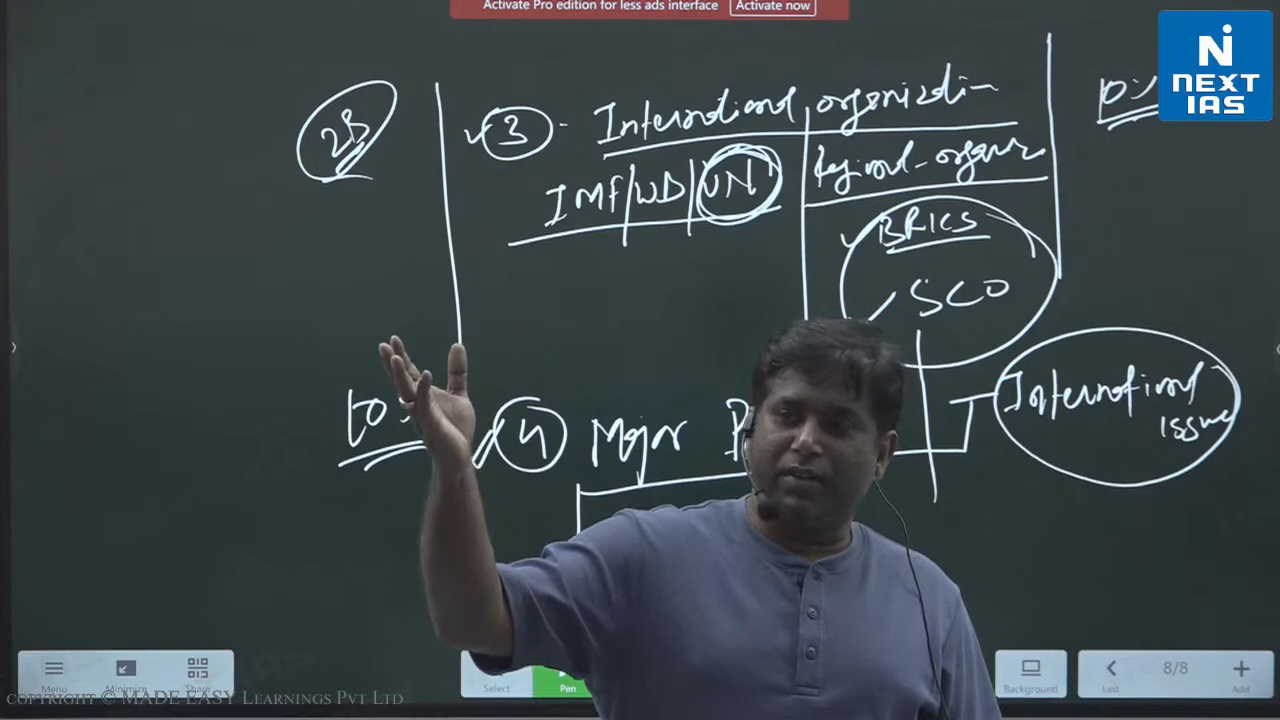 Activate Pro edition for less ads interface Activate now
NEXT
IAS
25
3 - International organization
IMF/WB/UN
Regional - organiz
BRICS
SCO
International
issue
4 Major P
Menu Minimize Share
Select Pen
Background
Last 8/8 Add
COPYRIGHT © MADE EASY LEARNINGS PVT LTD